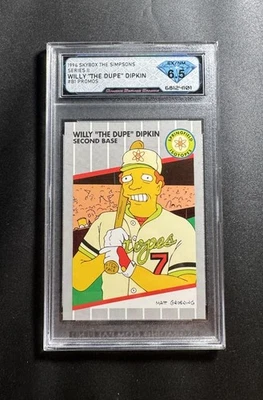 1994 SKYBOX THE SIMPSONS
SERIES II
WILLY "THE DUPE" DIPKIN
#B1 PROMOS
EX/NM
6.5
WILLY "THE DUPE" DIPKIN
SECOND BASE
SPRINGFIELD
ISOTOPES
topes
7
MATT GROENING